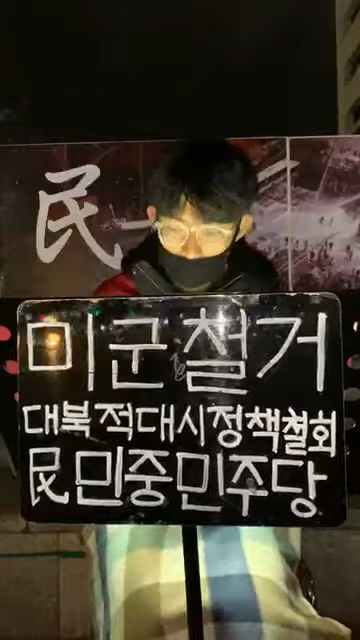 民
미군철거
대북적대시정책철회
民민중민주당